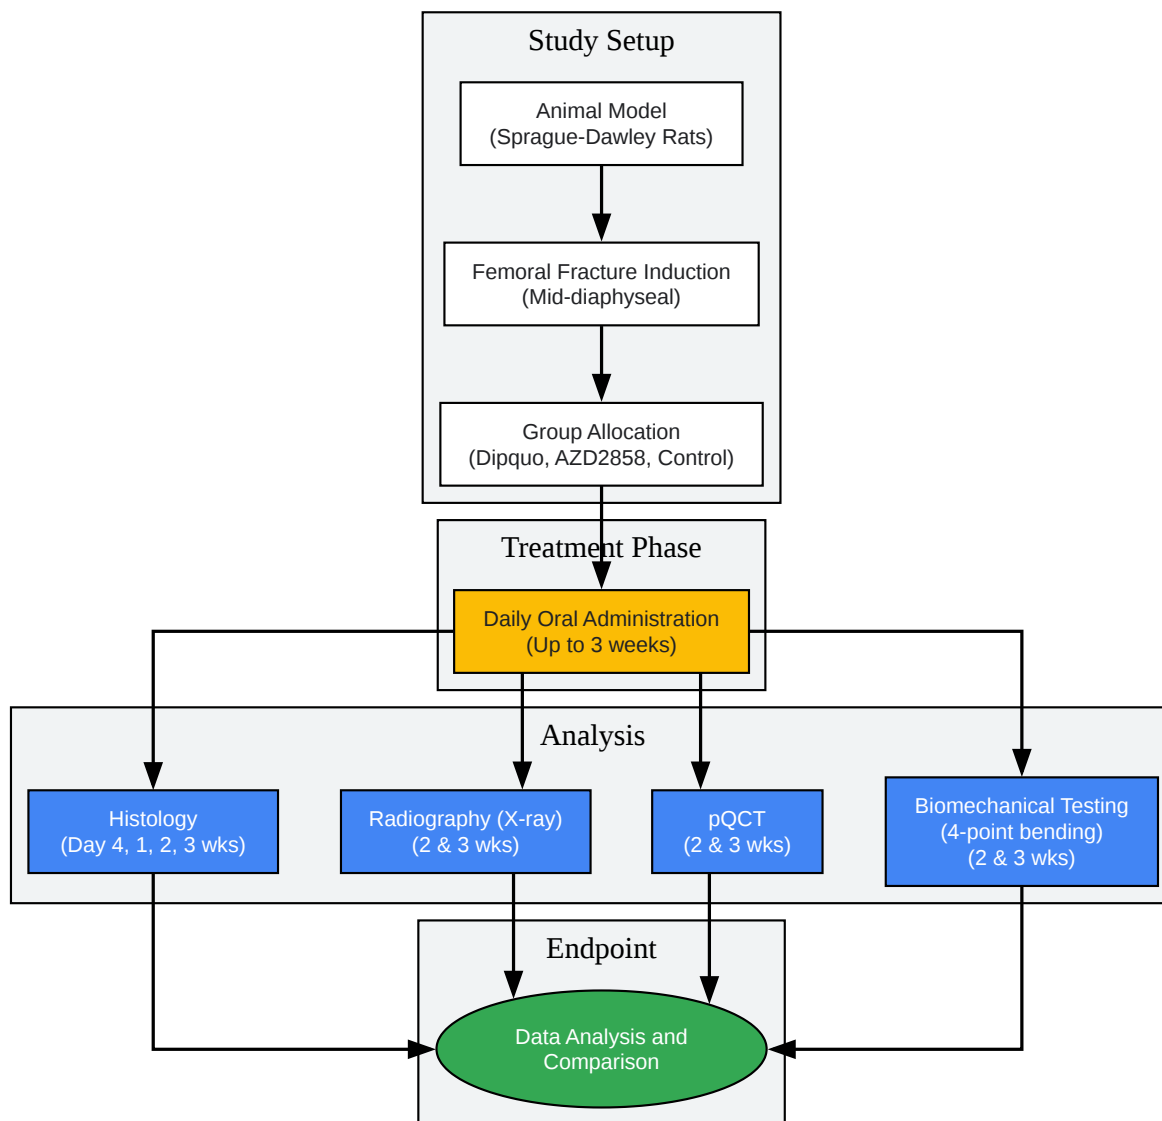 Study Setup
Animal Model
(Sprague-Dawley Rats)
Femoral Fracture Induction
(Mid-diaphyseal)
Group Allocation
(Dipquo, AZD2858, Control)
Treatment Phase
Daily Oral Administration
(Up to 3 weeks)
Analysis
Histology
(Day 4, 1, 2, 3 wks)
Radiography (X-ray)
(2 & 3 wks)
pQCT
(2 & 3 wks)
Biomechanical Testing
(4-point bending)
(2 & 3 wks)
Endpoint
Data Analysis and
Comparison